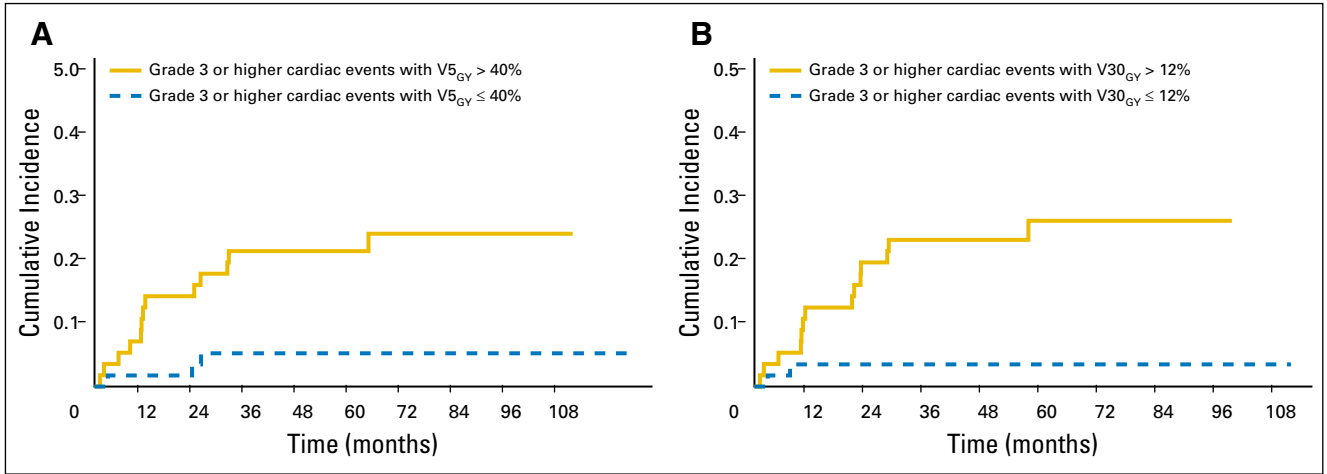 A
5.0
Grade 3 or higher cardiac events with V5GY > 40%
Grade 3 or higher cardiac events with V5GY ≤ 40%
0.4
0.3
0.2
0.1
Cumulative Incidence
0 12 24 36 48 60 72 84 96 108
Time (months)
B
0.5
Grade 3 or higher cardiac events with V30GY > 12%
Grade 3 or higher cardiac events with V30GY ≤ 12%
0.4
0.3
0.2
0.1
Cumulative Incidence
0 12 24 36 48 60 72 84 96 108
Time (months)